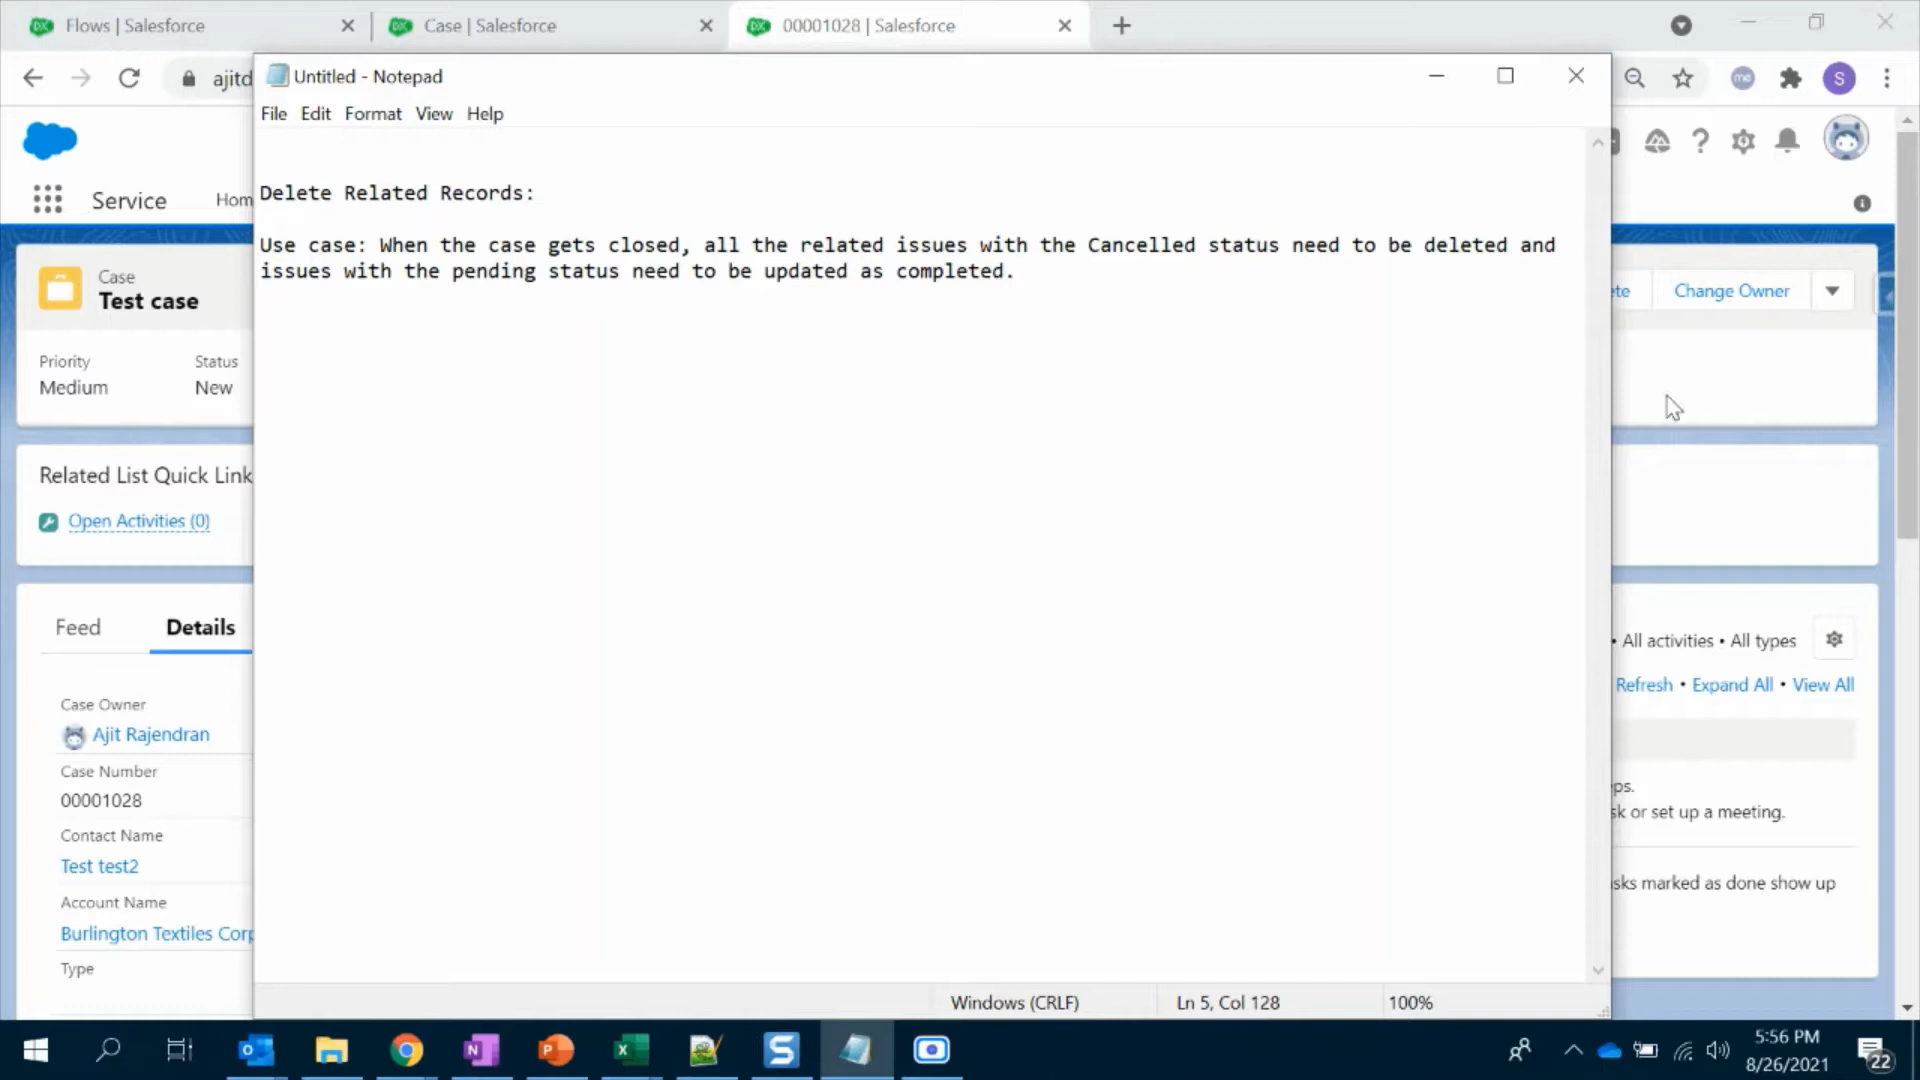 Flows | Salesforce
Case | Salesforce
00001028 | Salesforce
ajitd
Untitled - Notepad
me
S
File Edit Format View Help
Service
Hom
Delete Related Records:
Use case: When the case gets closed, all the related issues with the Cancelled status need to be deleted and
issues with the pending status need to be updated as completed.
Case
Test case
ete
Change Owner
Priority
Status
Medium
New
Related List Quick Link
Open Activities (0)
Feed
Details
• All activities • All types
Refresh • Expand All • View All
Case Owner
Ajit Rajendran
Case Number
00001028
ps.
sk or set up a meeting.
Contact Name
Test test2
asks marked as done show up
Account Name
Burlington Textiles Corp
Type
Windows (CRLF)
Ln 5, Col 128
100%
5:56 PM
8/26/2021
22